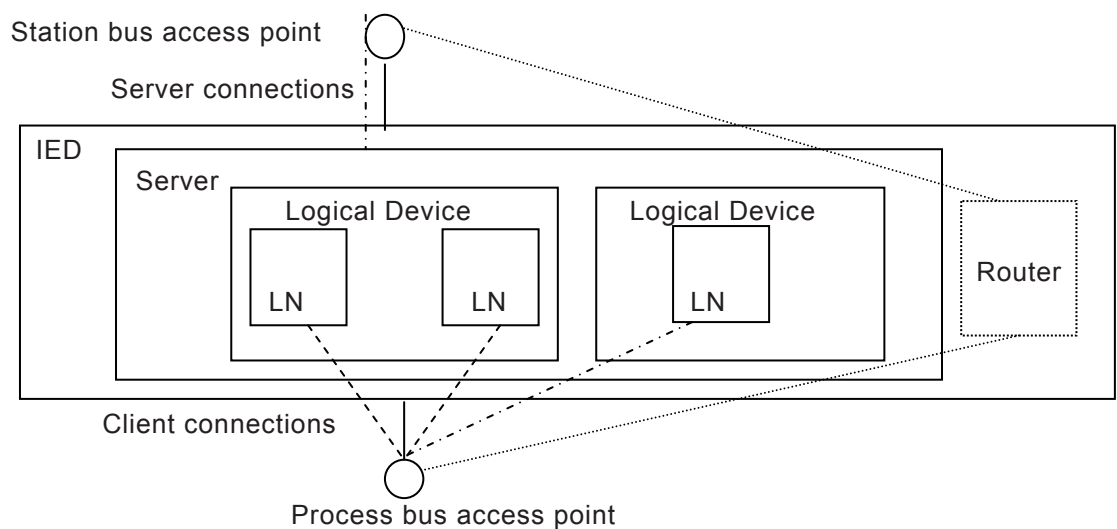 Station bus access point
Server connections
IED
Server
Logical Device
Logical Device
Router
LN
LN
LN
Client connections
Process bus access point